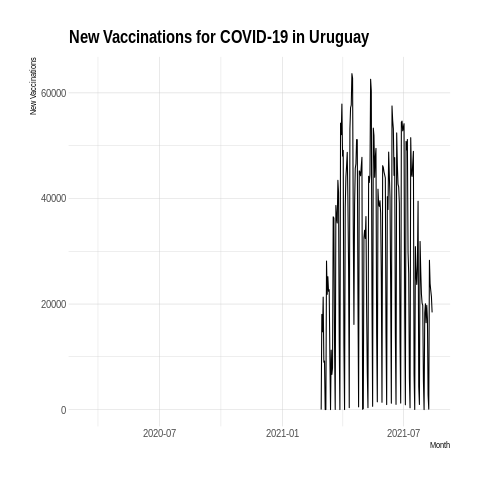 New Vaccinations for COVID-19 in Uruguay
New Vaccinations
60000
40000
20000
0
2020-07
2021-01
2021-07
Month